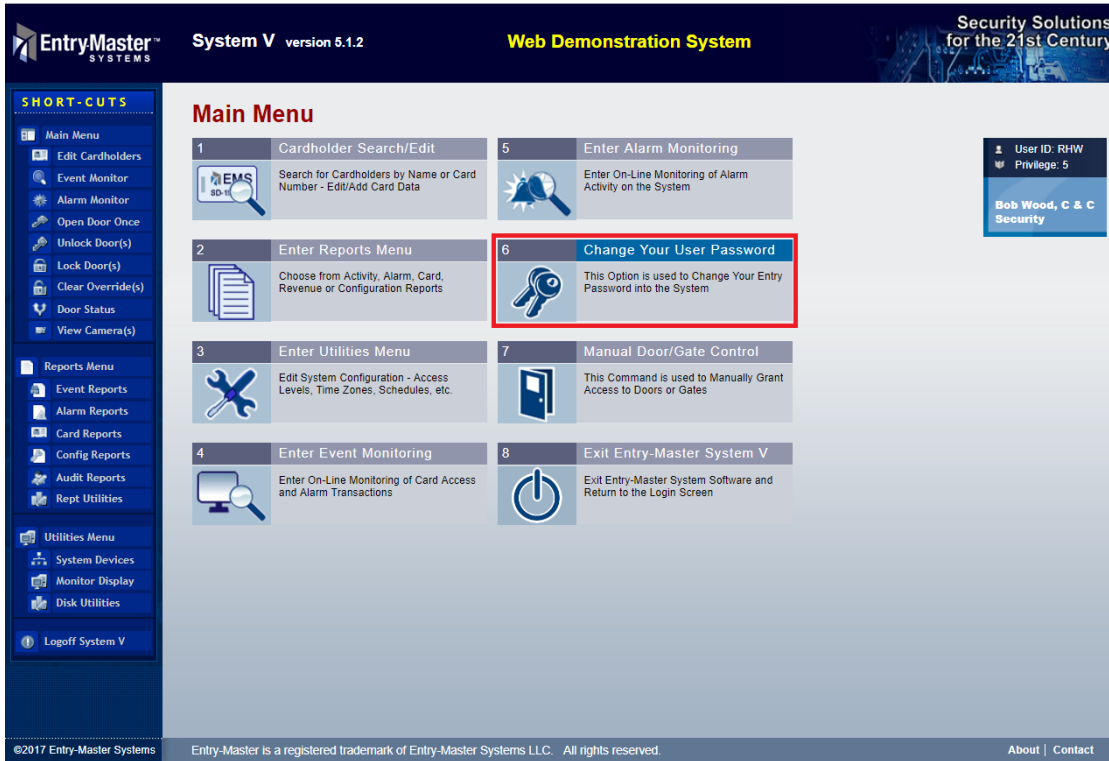 EntryMaster™
SYSTEMS
System V version 5.1.2
Web Demonstration System
Security Solutions
for the 21st Century
SHORT-CUTS
Main Menu
Edit Cardholders
Event Monitor
Alarm Monitor
Open Door Once
Unlock Door(s)
Lock Door(s)
Clear Override(s)
Door Status
View Camera(s)
Reports Menu
Event Reports
Alarm Reports
Card Reports
Config Reports
Audit Reports
Rept Utilities
Utilities Menu
System Devices
Monitor Display
Disk Utilities
Logoff System V
Main Menu
1 Cardholder Search/Edit
EMS
Search for Cardholders by Name or Card
Number - Edit/Add Card Data
2 Enter Reports Menu
Choose from Activity, Alarm, Card,
Revenue or Configuration Reports
3 Enter Utilities Menu
Edit System Configuration - Access
Levels, Time Zones, Schedules, etc.
4 Enter Event Monitoring
Enter On-Line Monitoring of Card Access
and Alarm Transactions
5 Enter Alarm Monitoring
Enter On-Line Monitoring of Alarm
Activity on the System
6 Change Your User Password
This Option is used to Change Your Entry
Password into the System
7 Manual Door/Gate Control
This Command is used to Manually Grant
Access to Doors or Gates
8 Exit Entry-Master System V
Exit Entry-Master System Software and
Return to the Login Screen
User ID: RHW
Privilege: 5
Bob Wood, C & C
Security
©2017 Entry-Master Systems
Entry-Master is a registered trademark of Entry-Master Systems LLC. All rights reserved.
About | Contact